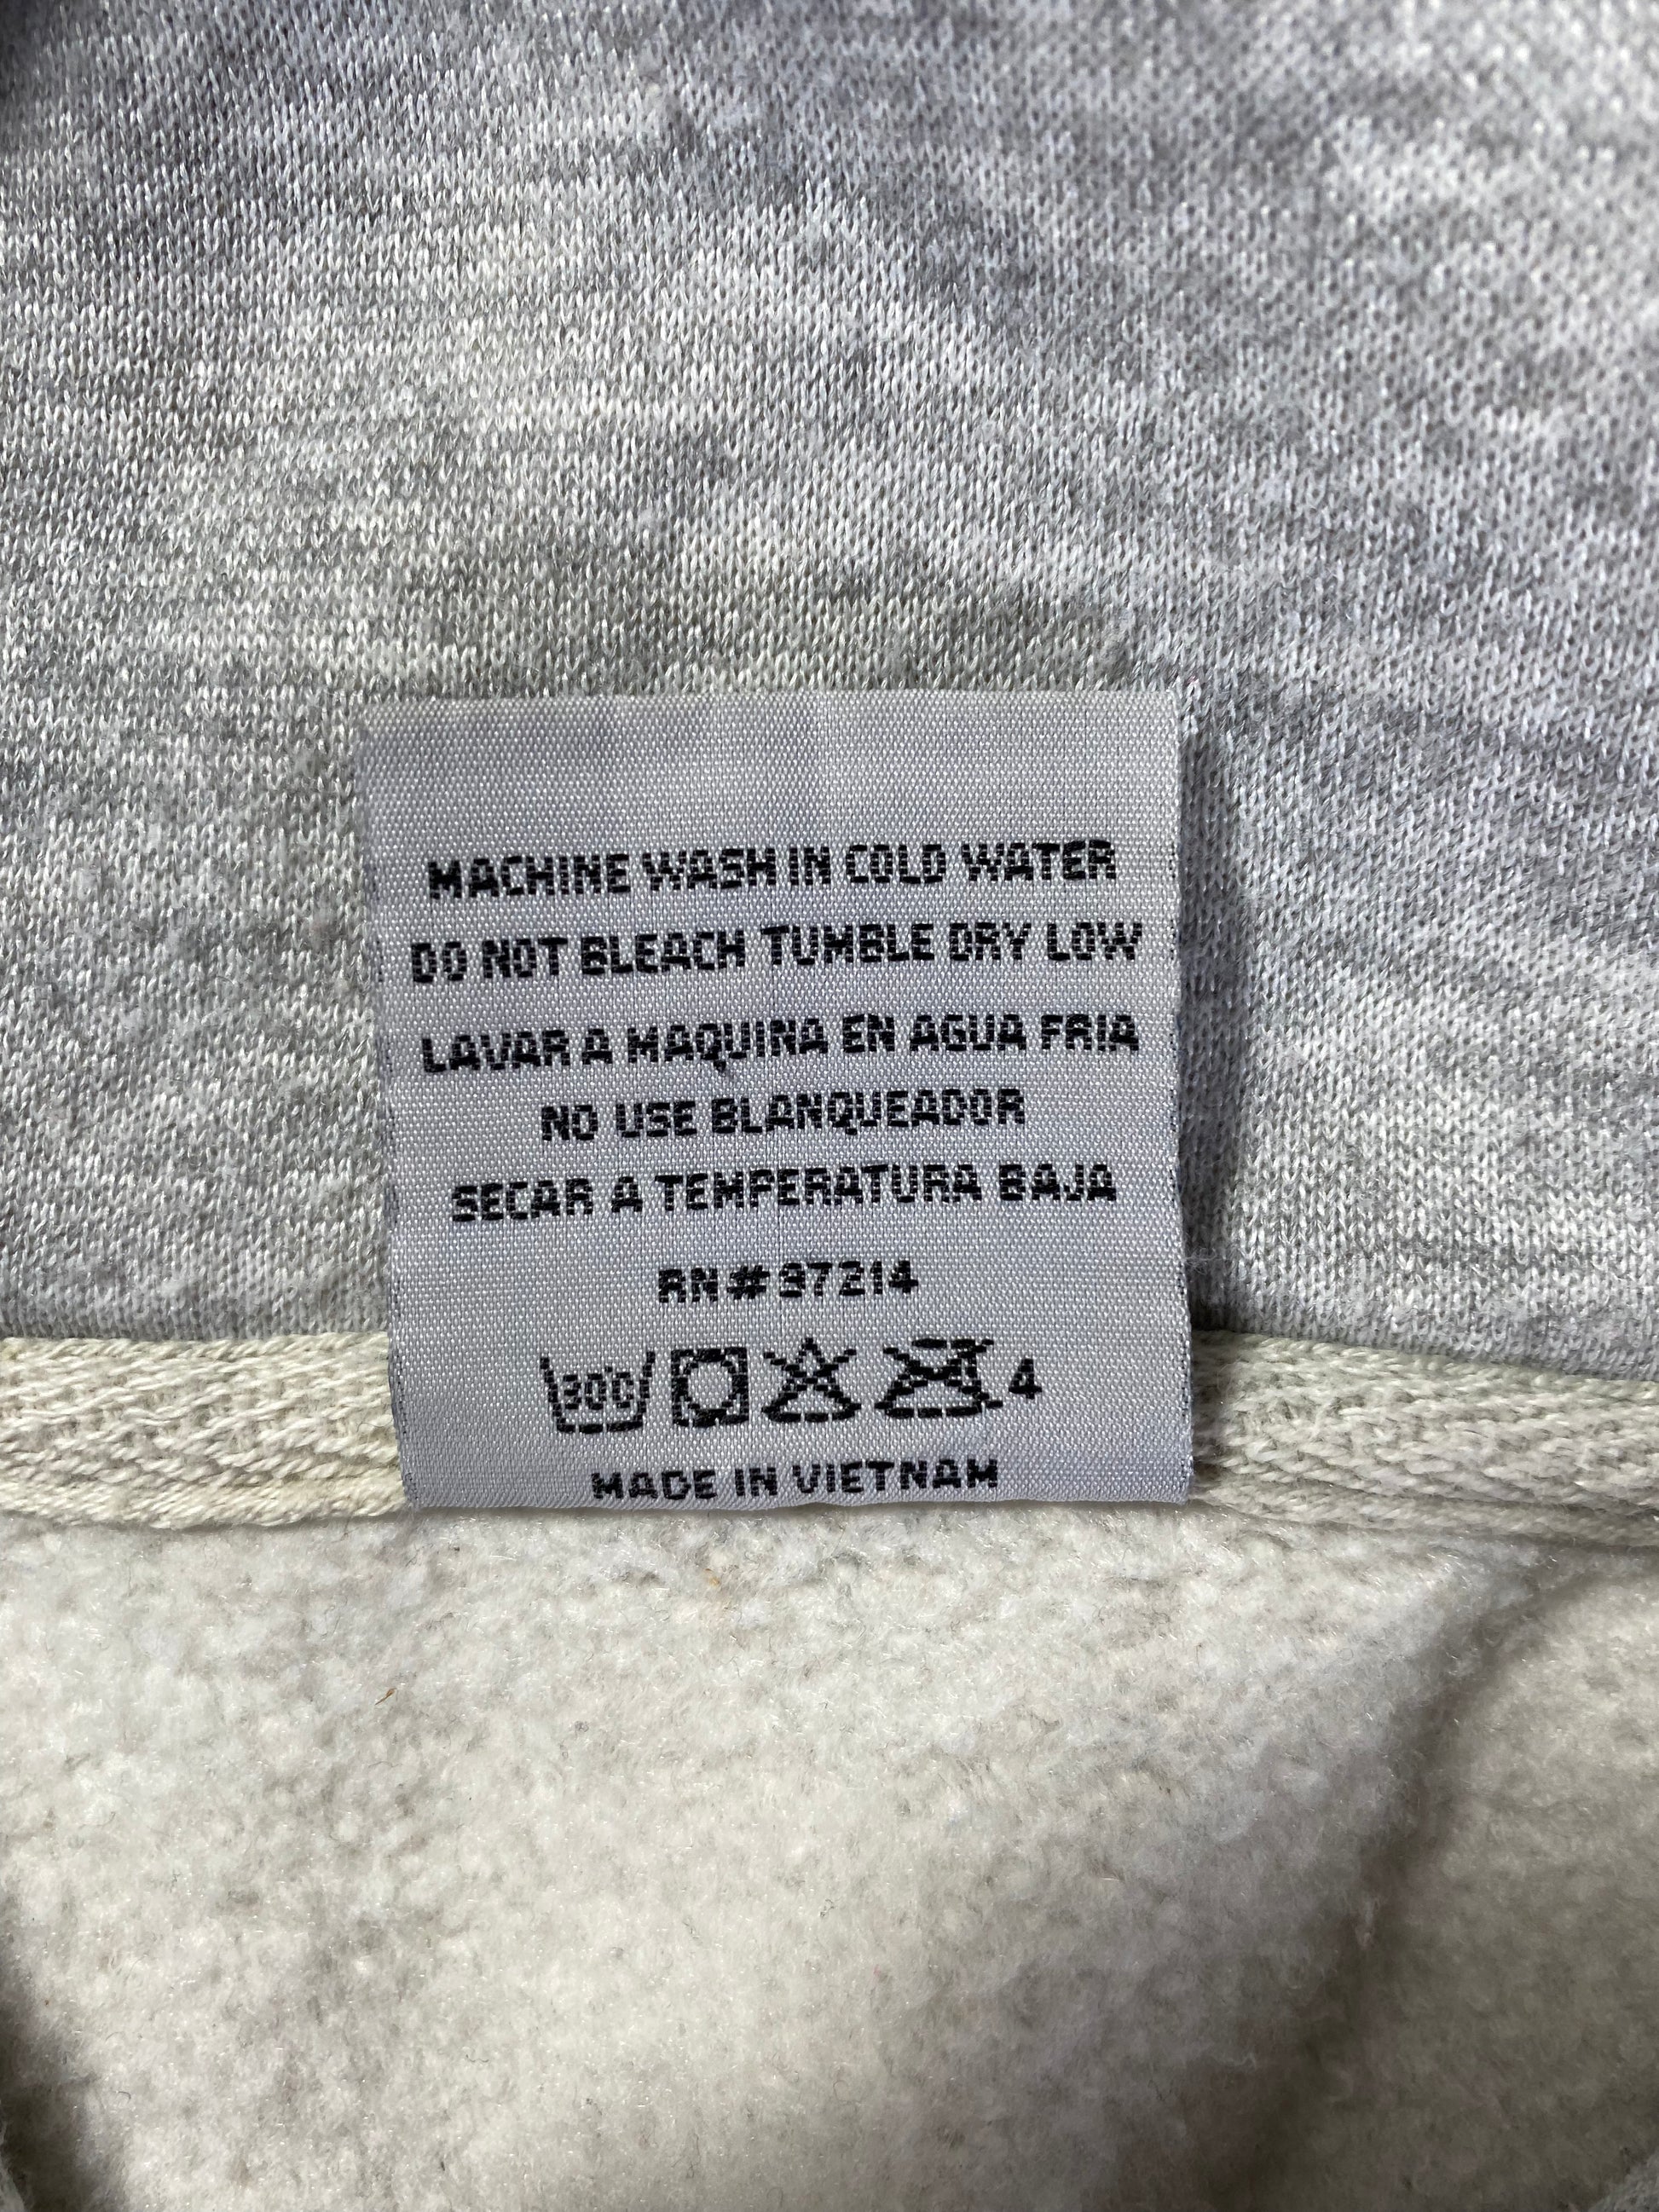 MACHINE WASH IN COLD WATER
DO NOT BLEACH TUMBLE DRY LOW
LAVAR A MAQUINA EN AGUA FRIA
NO USE BLANQUEADOR
SECAR A TEMPERATURA BAJA
RN#97214
30C 4
MADE IN VIETNAM